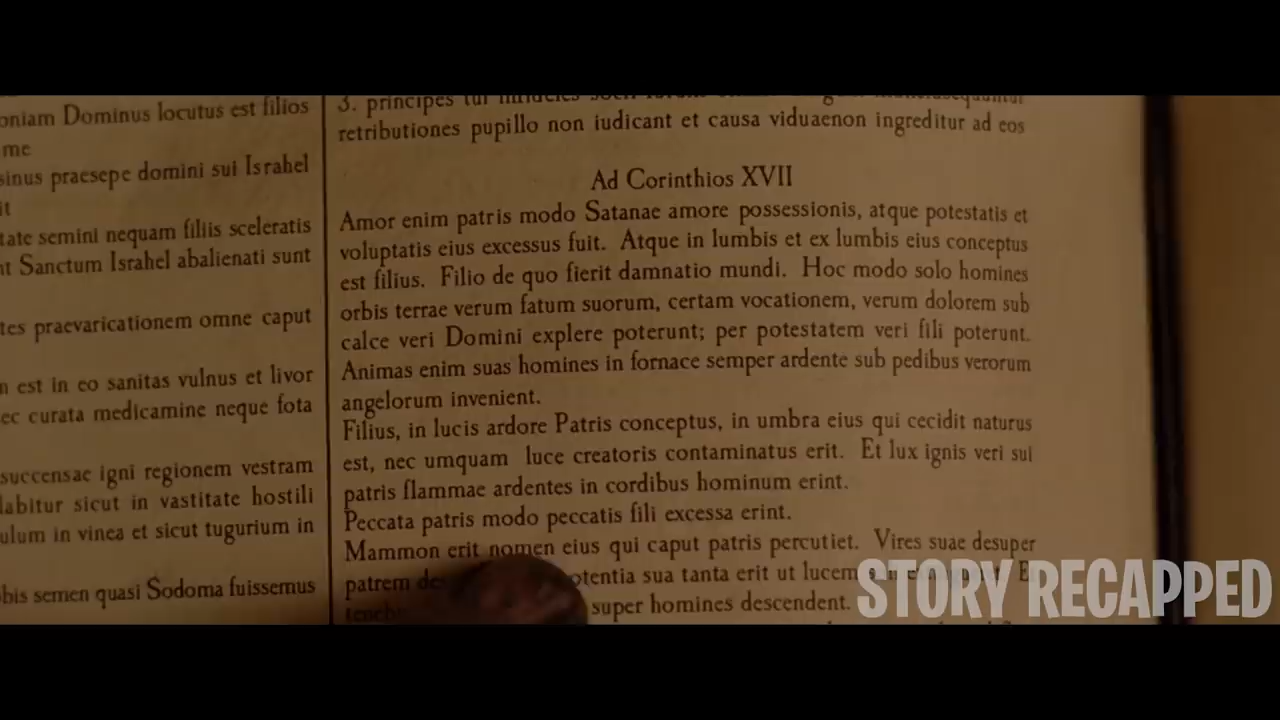 oniam Dominus locutus est filios
me
sinus praesepe domini sui Israhel
it
tate semini nequam filiis sceleratis
nt Sanctum Israhel abalienati sunt
tes praevaricationem omne caput
n est in eo sanitas vulnus et livor
ec curata medicamine neque fota
succensae igni regionem vestram
labitur sicut in vastitate hostili
ulum in vinea et sicut tugurium in
bis semen quasi Sodoma fuissemus
3. principes tui
retributiones pupillo non iudicant et causa viduaenon ingreditur ad eos
Ad Corinthios XVII
Amor enim patris modo Satanae amore possessionis, atque potestatis et
voluptatis eius excessus fuit. Atque in lumbis et ex lumbis eius conceptus
est filius. Filio de quo fierit damnatio mundi. Hoc modo solo homines
orbis terrae verum fatum suorum, certam vocationem, verum dolorem sub
calce veri Domini explere poterunt; per potestatem veri fili poterunt.
Animas enim suas homines in fornace semper ardente sub pedibus verorum
angelorum invenient.
Filius, in lucis ardore Patris conceptus, in umbra eius qui cecidit naturus
est, nec umquam luce creatoris contaminatus erit. Et lux ignis veri sui
patris flammae ardentes in cordibus hominum erint.
Peccata patris modo peccatis fili excessa erint.
Mammon erit nomen eius qui caput patris percutiet. Vires suae desuper
patrem otentia sua tanta erit ut lucem
super homines descendent.
STORY RECAPPED